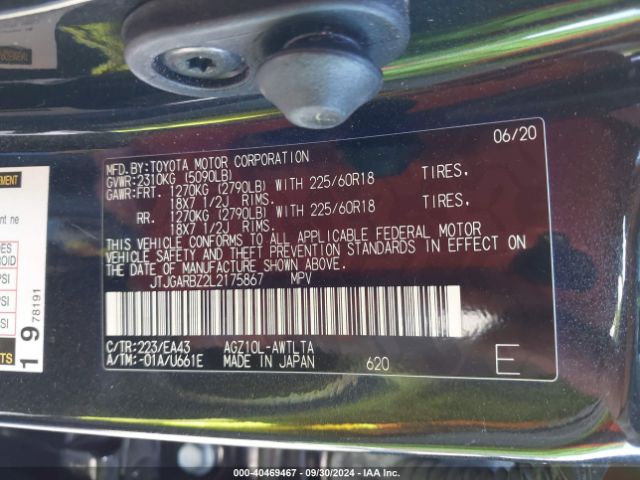 06/20
MFD.BY:TOYOTA MOTOR CORPORATION
GVWR:2310KG (5090LB)
GAWR:FRT. 1270KG (2790LB) WITH 225/60R18 TIRES.
18X7 1/2J RIMS.
RR. 1270KG (2790LB) WITH 225/60R18 TIRES.
18X7 1/2J RIMS.
THIS VEHICLE CONFORMS TO ALL APPLICABLE FEDERAL MOTOR
VEHICLE SAFETY AND THEFT PREVENTION STANDARDS IN EFFECT ON
THE DATE OF MANUFACTURE SHOWN ABOVE.
JTJGARBZ2L2175867 MPV
C/TR:223/EA43 AGZ10L-AWTLTA
A/TM:-01A/U661E MADE IN JAPAN 620
E
1 9 78191
000-40469467 - 09/30/2024 - IAA Inc.